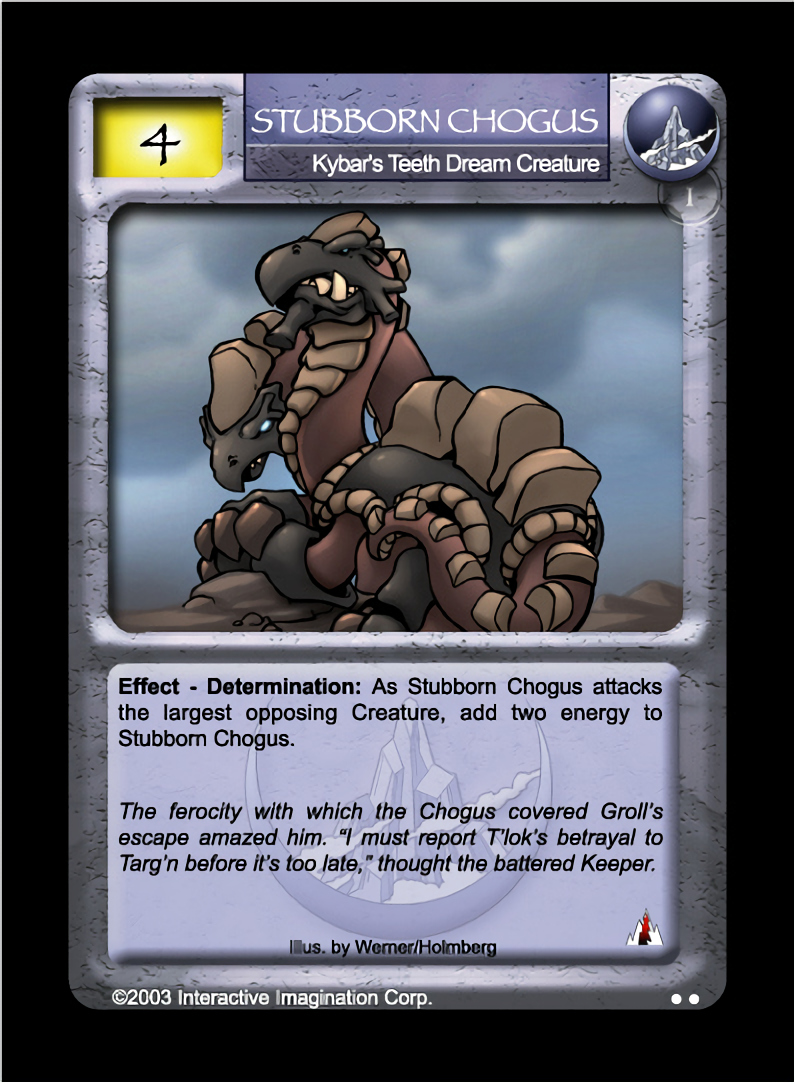 4
STUBBORN CHOGUS
Kybar's Teeth Dream Creature
1
Effect - Determination: As Stubborn Chogus attacks
the largest opposing Creature, add two energy to
Stubborn Chogus.
The ferocity with which the Chogus covered Groll's
escape amazed him. "I must report T'lok's betrayal to
Targ'n before it's too late," thought the battered Keeper.
Illus. by Werner/Holmberg
©2003 Interactive Imagination Corp.